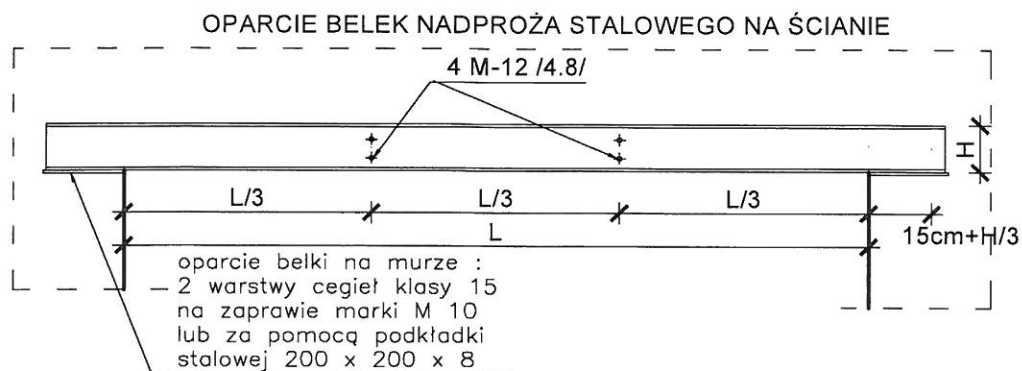 OPARCIE BELEK NADPROŻA STALOWEGO NA ŚCIANIE
4 M-12 /4.8/
H
L/3
L/3
L/3
15cm+H/3
L
oparcie belki na murze :
2 warstwy cegieł klasy 15
na zaprawie marki M 10
lub za pomocą podkładki
stalowej 200 x 200 x 8